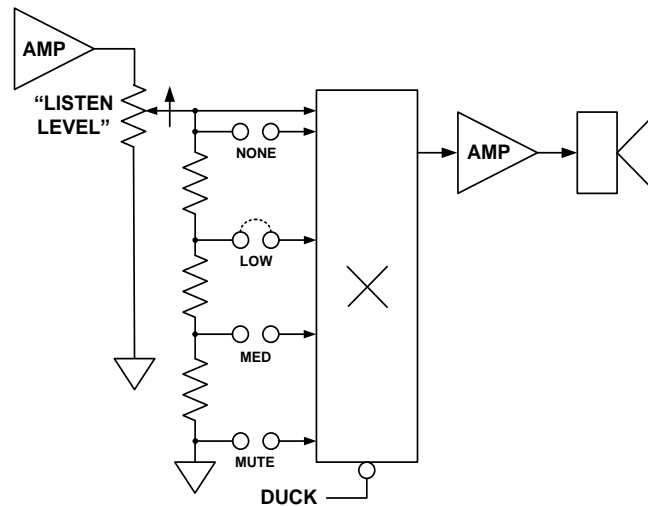 AMP
“LISTEN
LEVEL”
NONE
AMP
LOW
MED
MUTE
DUCK